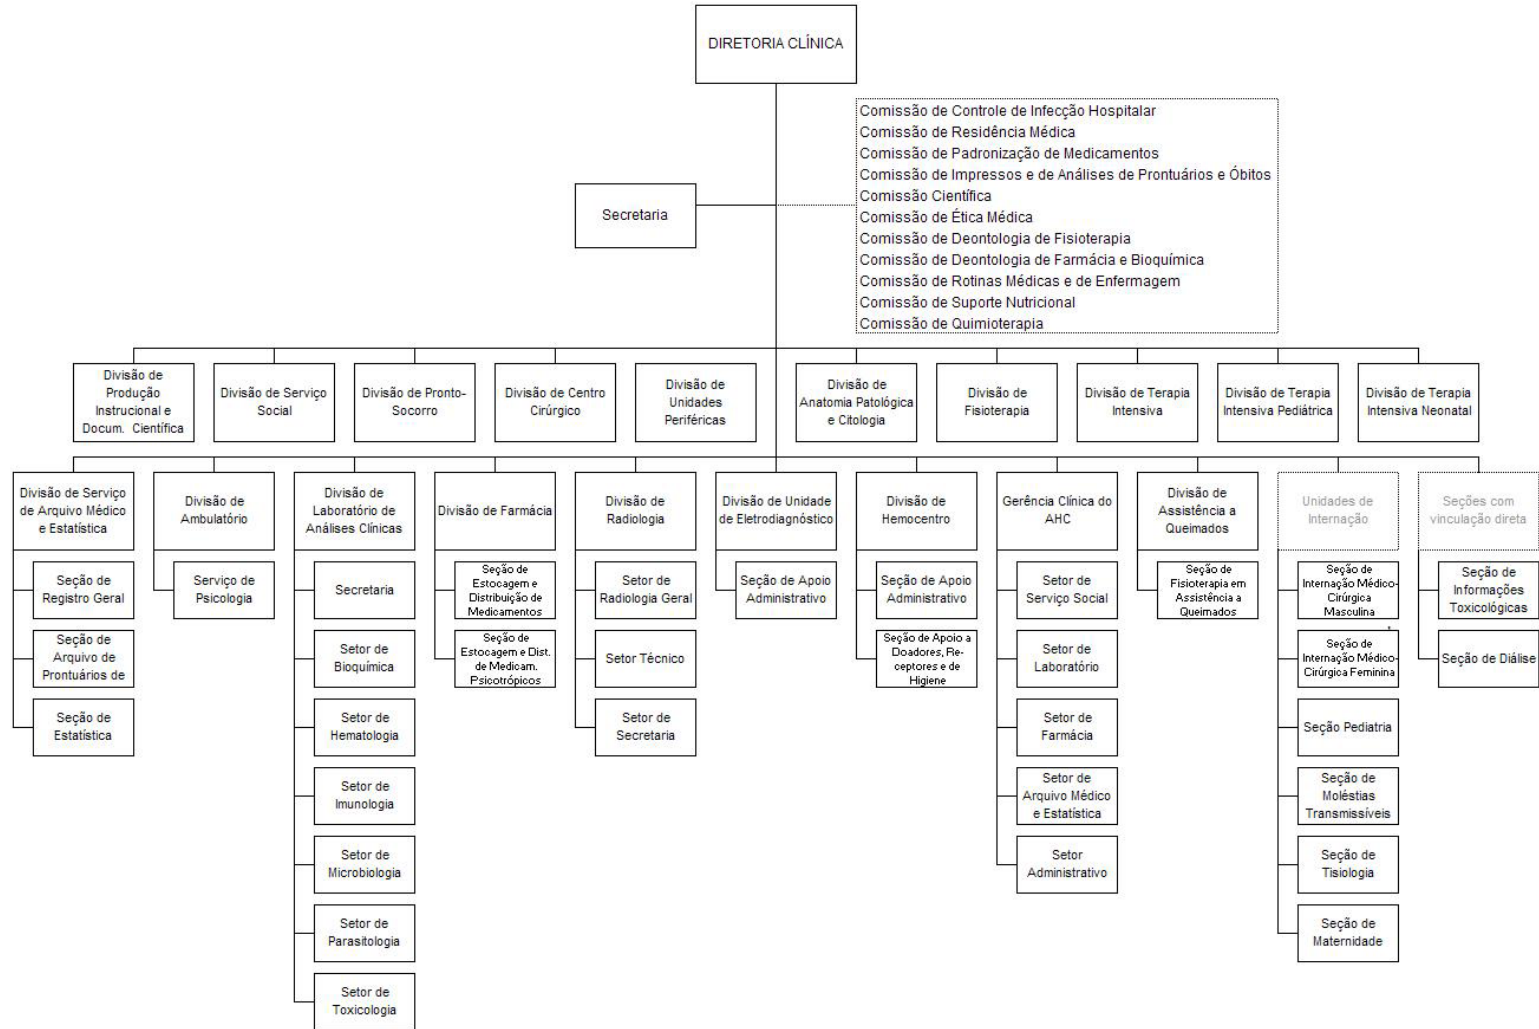 DIRETORIA CLÍNICA
Comissão de Controle de Infecção Hospitalar
Comissão de Residência Médica
Comissão de Padronização de Medicamentos
Comissão de Impressos e de Análises de Prontuários e Óbitos
Comissão Científica
Comissão de Ética Médica
Comissão de Deontologia de Fisioterapia
Comissão de Deontologia de Farmácia e Bioquímica
Comissão de Rotinas Médicas e de Enfermagem
Comissão de Suporte Nutricional
Comissão de Quimioterapia
Secretaria
Divisão de
Produção
Instrucional e
Docum. Científica
Divisão de Serviço
Social
Divisão de Pronto-
Socorro
Divisão de Centro
Cirúrgico
Divisão de
Unidades
Periféricas
Divisão de
Anatomia Patológica
e Citologia
Divisão de
Fisioterapia
Divisão de Terapia
Intensiva
Divisão de Terapia
Intensiva Pediátrica
Divisão de Terapia
Intensiva Neonatal
Divisão de Serviço
de Arquivo Médico
e Estatística
Seção de
Registro Geral
Seção de
Arquivo de
Prontuários de
Seção de
Estatística
Divisão de
Ambulatório
Serviço de
Psicologia
Divisão de
Laboratório de
Análises Clínicas
Secretaria
Setor de
Bioquímica
Setor de
Hematologia
Setor de
Imunologia
Setor de
Microbiologia
Setor de
Parasitologia
Setor de
Toxicologia
Divisão de Farmácia
Seção de
Estocagem e
Distribuição de
Medicamentos
Seção de
Estocagem e Dist.
de Medicam.
Psicotrópicos
Divisão de
Radiologia
Setor de
Radiologia Geral
Setor Técnico
Setor de
Secretaria
Divisão de Unidade
de Eletrodiagnóstico
Seção de Apoio
Administrativo
Divisão de
Hemocentro
Seção de Apoio
Administrativo
Seção de Apoio a
Doadores, Re-
ceptores e de
Higiene
Gerência Clínica do
AHC
Setor de
Serviço Social
Setor de
Laboratório
Setor de
Farmácia
Setor de
Arquivo Médico
e Estatística
Setor
Administrativo
Divisão de
Assistência a
Queimados
Seção de
Fisioterapia em
Assistência a
Queimados
Unidades de
Internação
Seção de
Internação Médico-
Cirúrgica
Masculina
Seção de
Internação Médico-
Cirúrgica Feminina
Seção Pediatria
Seção de
Moléstias
Transmissíveis
Seção de
Tisiologia
Seção de
Maternidade
Seções com
vinculação direta
Seção de
Informações
Toxicológicas
Seção de Diálise